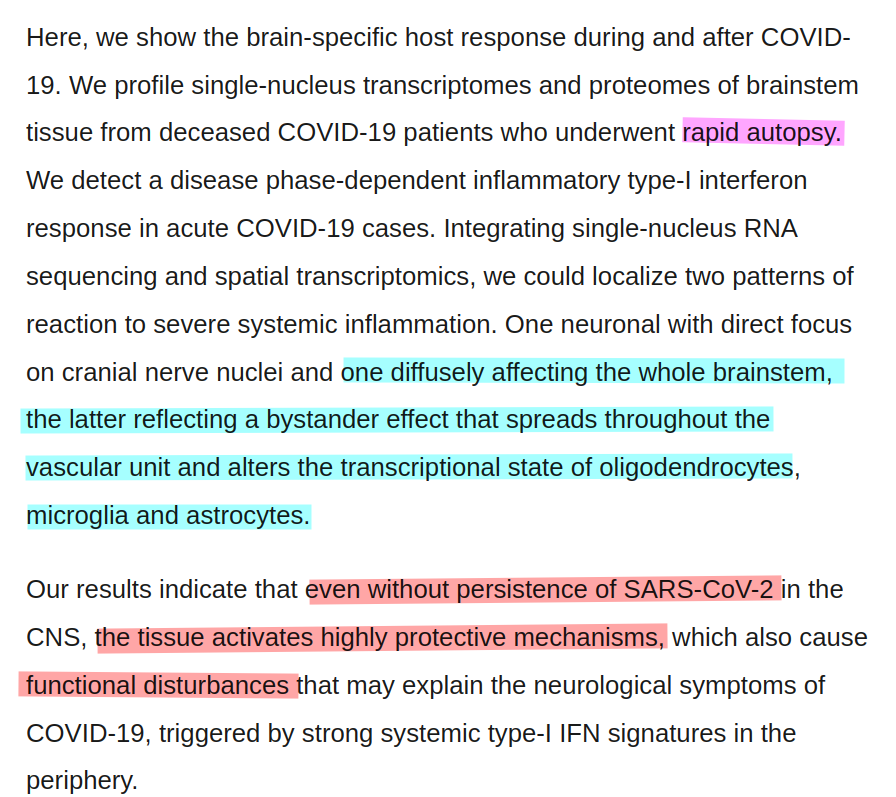 Here, we show the brain-specific host response during and after COVID-
19. We profile single-nucleus transcriptomes and proteomes of brainstem
tissue from deceased COVID-19 patients who underwent rapid autopsy.
We detect a disease phase-dependent inflammatory type-I interferon
response in acute COVID-19 cases. Integrating single-nucleus RNA
sequencing and spatial transcriptomics, we could localize two patterns of
reaction to severe systemic inflammation. One neuronal with direct focus
on cranial nerve nuclei and one diffusely affecting the whole brainstem,
the latter reflecting a bystander effect that spreads throughout the
vascular unit and alters the transcriptional state of oligodendrocytes,
microglia and astrocytes.
Our results indicate that even without persistence of SARS-CoV-2 in the
CNS, the tissue activates highly protective mechanisms, which also cause
functional disturbances that may explain the neurological symptoms of
COVID-19, triggered by strong systemic type-I IFN signatures in the
periphery.